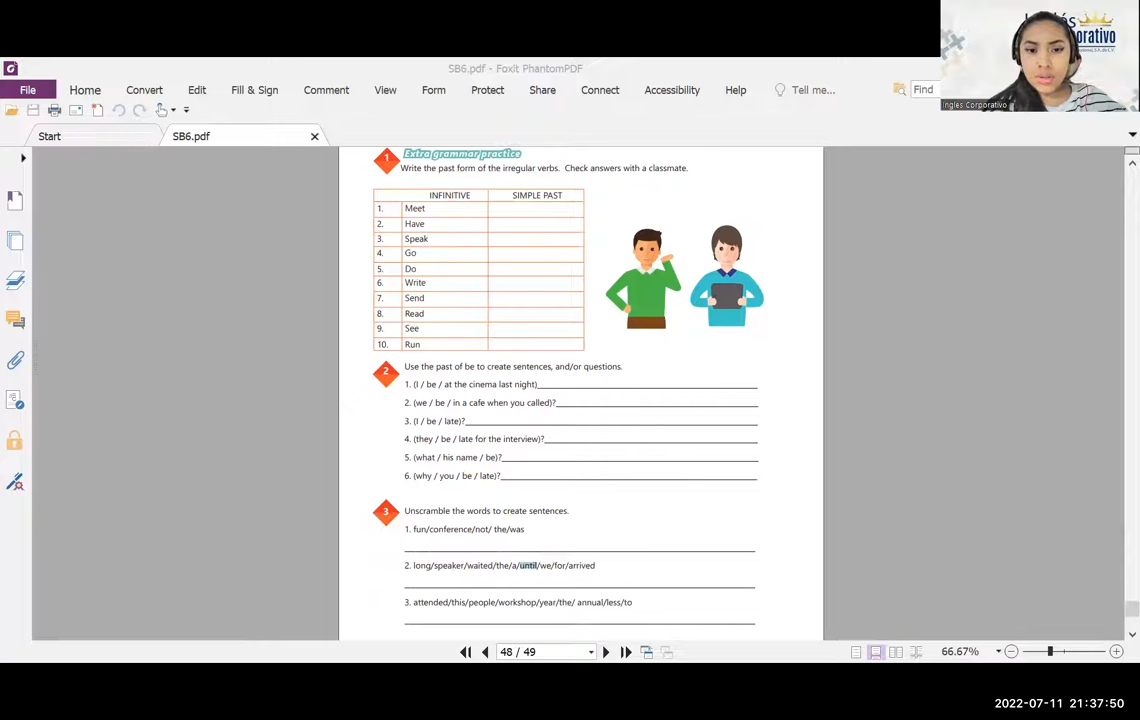 SB6.pdf - Foxit PhantomPDF
File Home Convert Edit Fill & Sign Comment View Form Protect Share Connect Accessibility Help Tell me... Find
Start SB6.pdf
orativo
Ingles Corporativo
1 Extra grammar practice
Write the past form of the irregular verbs. Check answers with a classmate.
INFINITIVE SIMPLE PAST
1. Meet
2. Have
3. Speak
4. Go
5. Do
6. Write
7. Send
8. Read
9. See
10. Run
2 Use the past of be to create sentences, and/or questions.
1. (I / be / at the cinema last night)
2. (we / be / in a cafe when you called)?
3. (I / be / late)?
4. (they / be / late for the interview)?
5. (what / his name / be)?
6. (why / you / be / late)?
3 Unscramble the words to create sentences.
1. fun/conference/not/ the/was
2. long/speaker/waited/the/a/until/we/for/arrived
3. attended/this/people/workshop/year/the/ annual/less/to
48 / 49
66.67%
2022-07-11 21:37:50